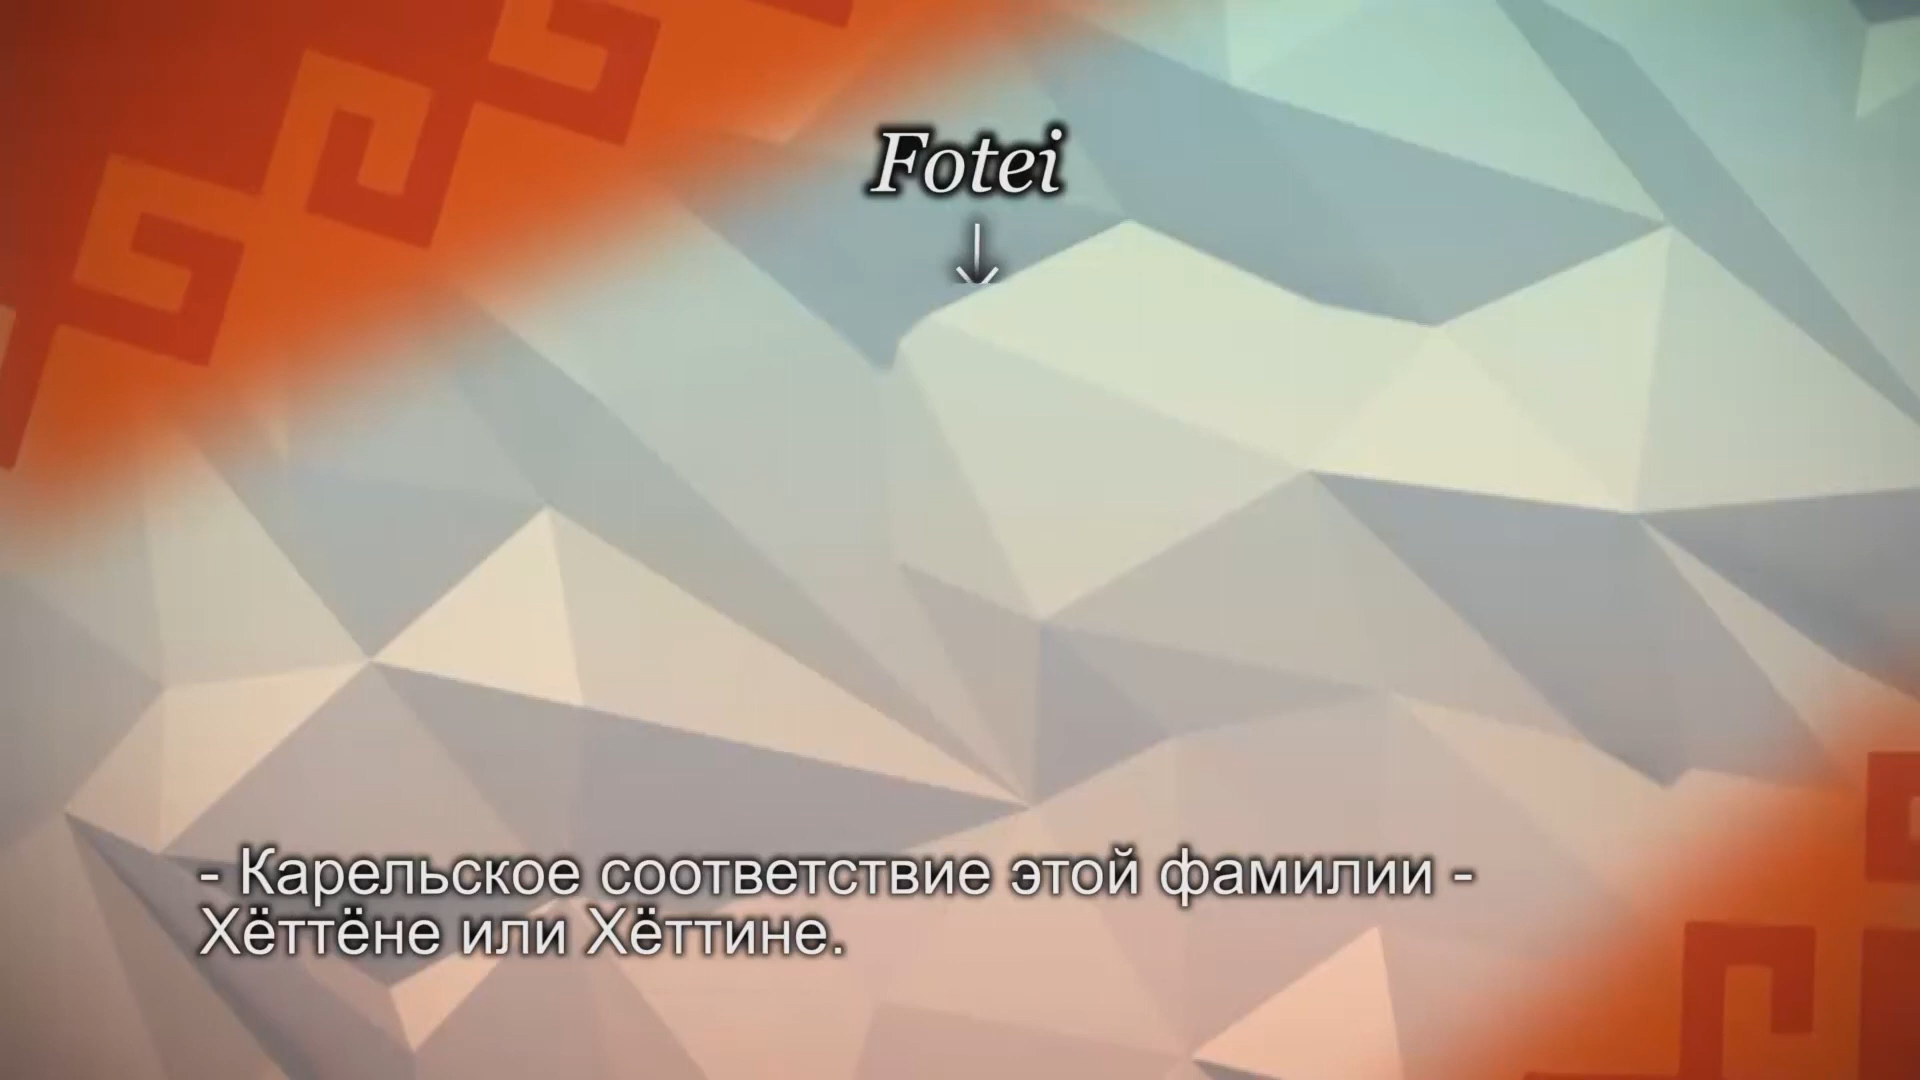 Fotei
- Карельское соответствие этой фамилии -
Хёттёне или Хёттине.